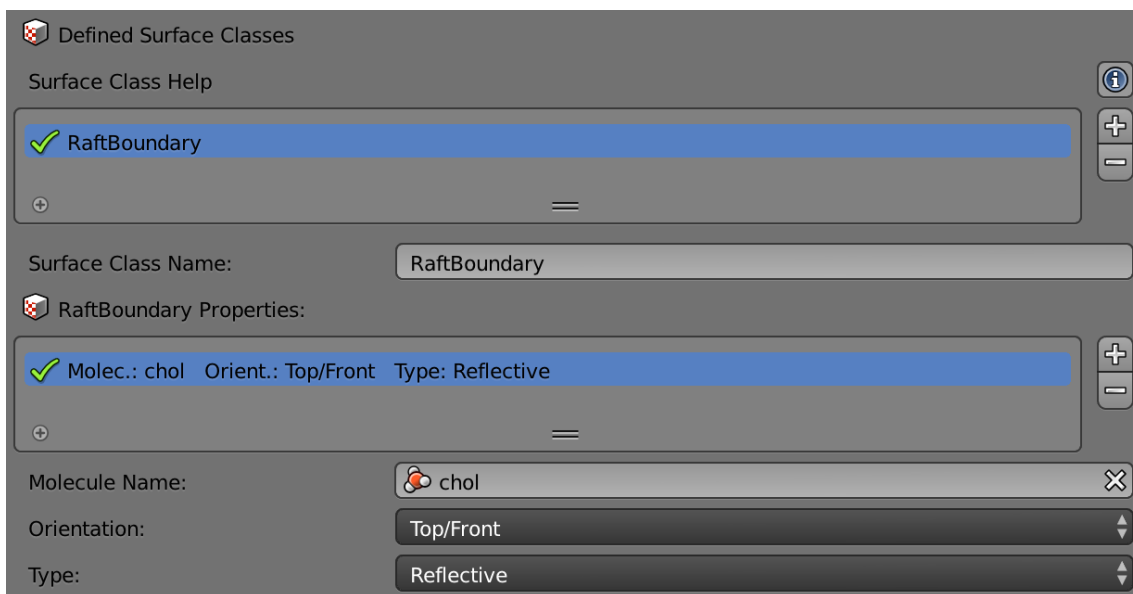 Defined Surface Classes
Surface Class Help
RaftBoundary
Surface Class Name: RaftBoundary
RaftBoundary Properties:
Molec.: chol Orient.: Top/Front Type: Reflective
Molecule Name: chol
Orientation: Top/Front
Type: Reflective